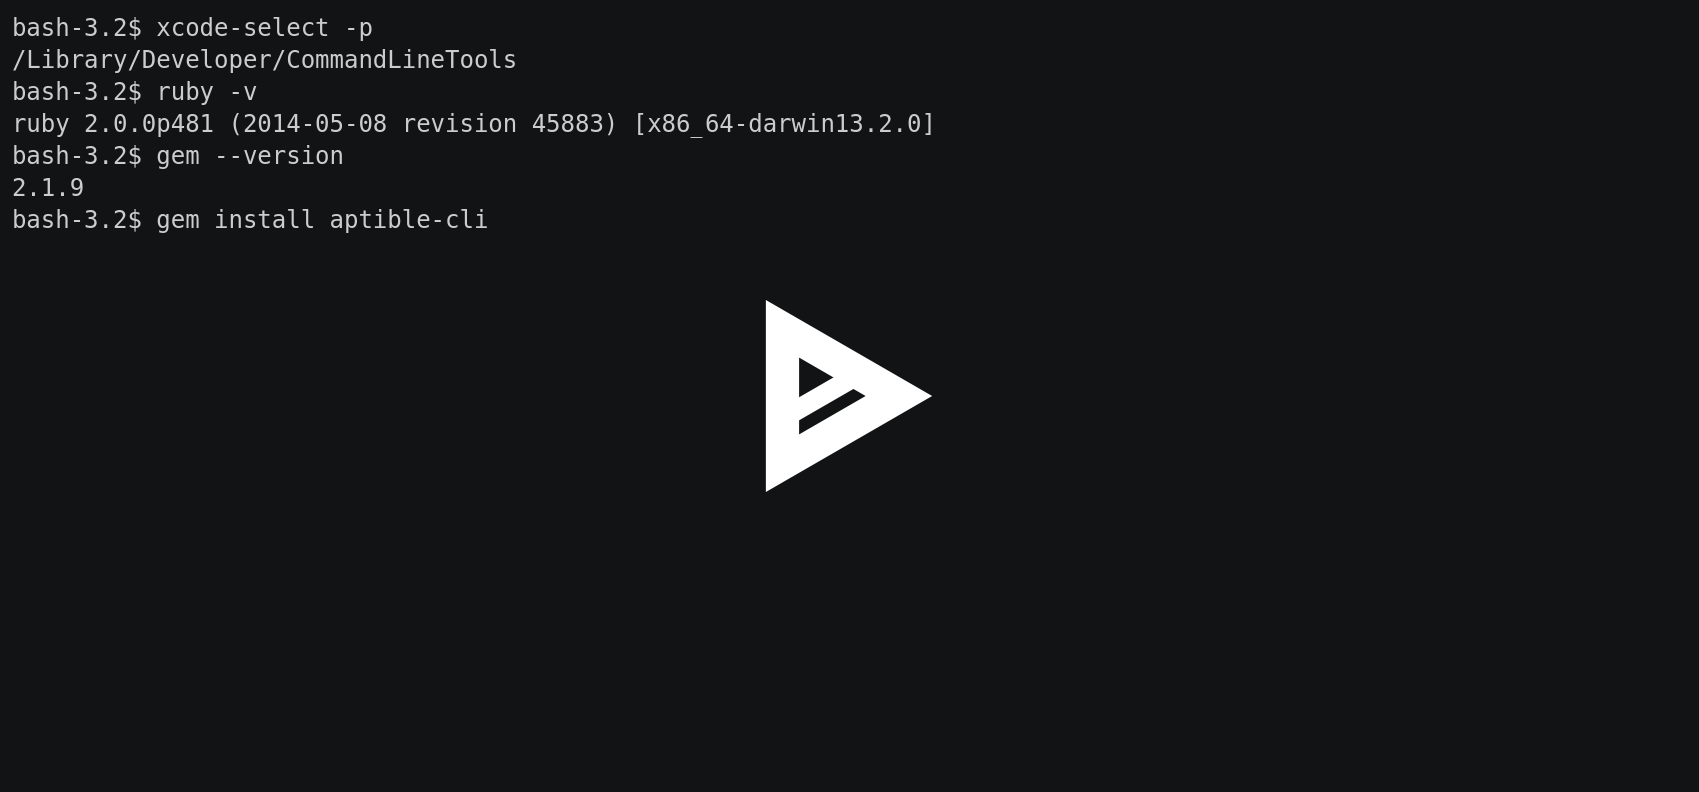 bash-3.2$ xcode-select -p
/Library/Developer/CommandLineTools
bash-3.2$ ruby -v
ruby 2.0.0p481 (2014-05-08 revision 45883) [x86_64-darwin13.2.0]
bash-3.2$ gem --version
2.1.9
bash-3.2$ gem install aptible-cli